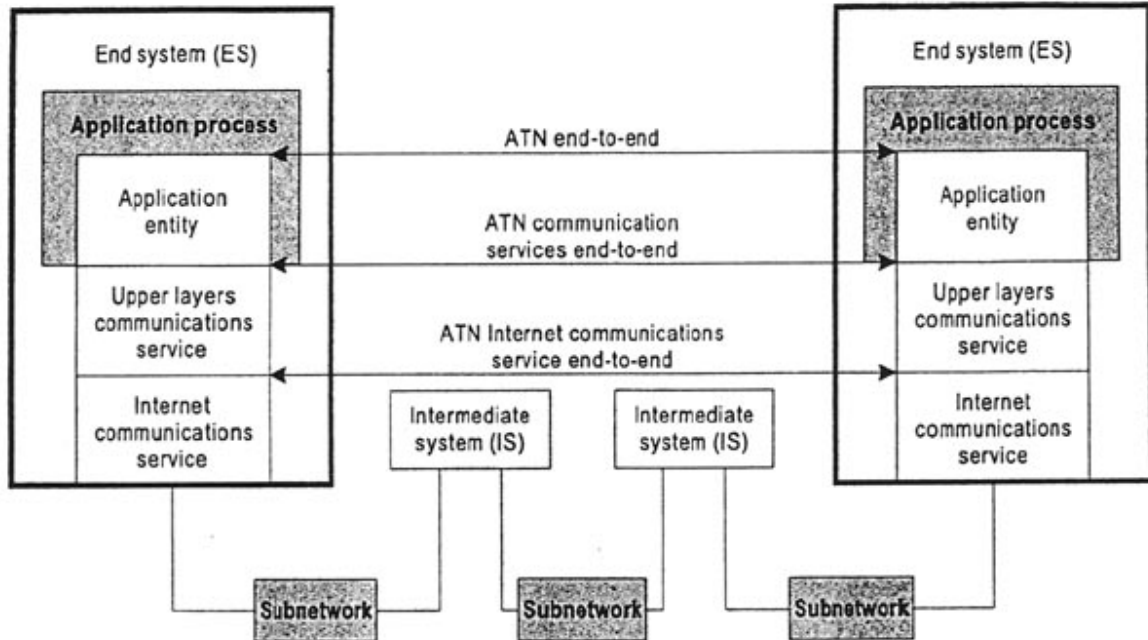 End system (ES)
End system (ES)
Application process
Application process
ATN end-to-end
Application
entity
Application
entity
ATN communication
services end-to-end
Upper layers
communications
service
Upper layers
communications
service
ATN Internet communications
service end-to-end
Internet
communications
service
Intermediate
system (IS)
Intermediate
system (IS)
Internet
communications
service
Subnetwork
Subnetwork
Subnetwork